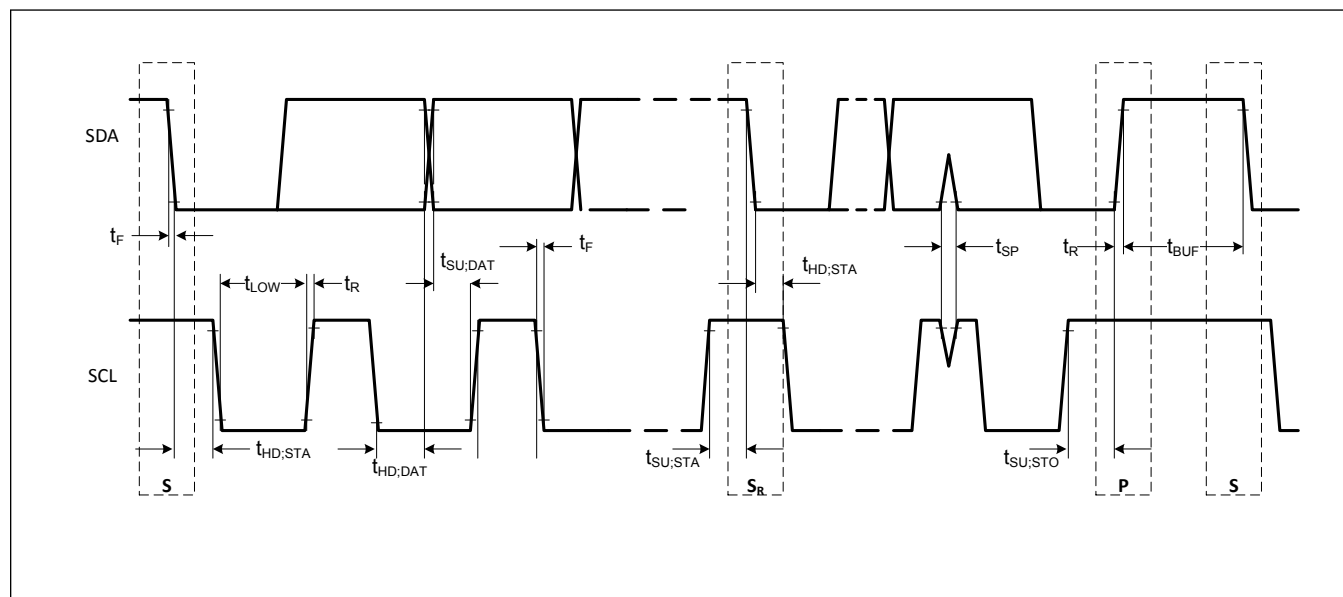 SDA
t_F
t_LOW
t_R
t_SU;DAT
t_F
t_HD;STA
t_SP
t_R
t_BUF
SCL
t_HD;STA
t_HD;DAT
t_SU;STA
t_SU;STO
S
S_R
P
S